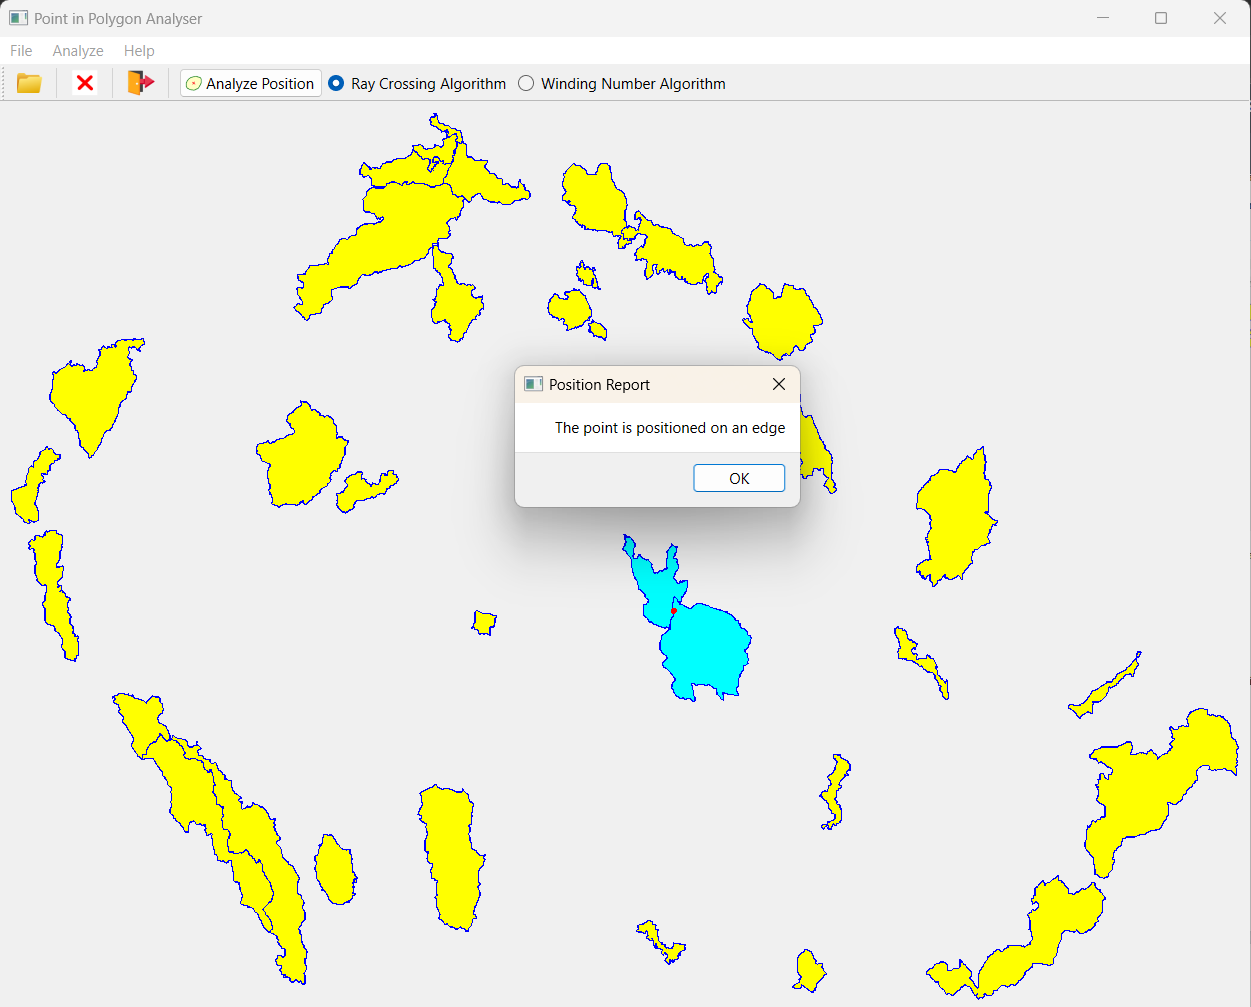 Point in Polygon Analyser
File Analyze Help
Analyze Position Ray Crossing Algorithm Winding Number Algorithm
Position Report
The point is positioned on an edge
OK